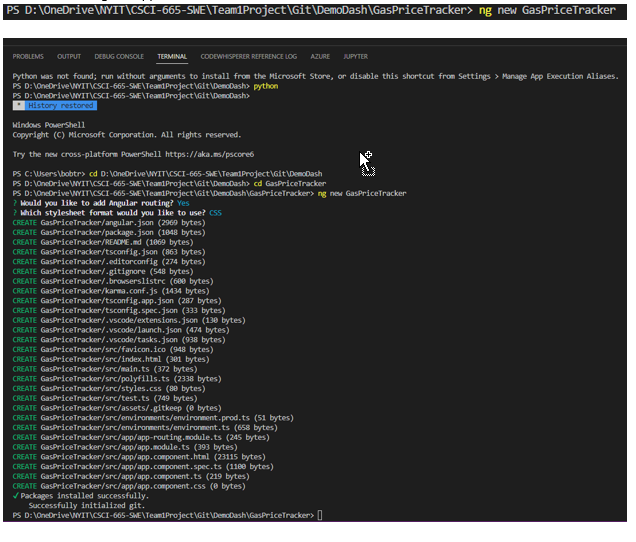 PS D:\OneDrive\NYIT\CSCI-665-SWE\Team1Project\Git\DemoDash\GasPriceTracker> ng new GasPriceTracker
PROBLEMS OUTPUT DEBUG CONSOLE TERMINAL CODEWHISPERER REFERENCE LOG AZURE JUPYTER
Python was not found; run without arguments to install from the Microsoft Store, or disable this shortcut from Settings > Manage App Execution Aliases.
PS D:\OneDrive\NYIT\CSCI-665-SWE\Team1Project\Git\DemoDash> python
PS D:\OneDrive\NYIT\CSCI-665-SWE\Team1Project\Git\DemoDash>
* History restored
Windows PowerShell
Copyright (C) Microsoft Corporation. All rights reserved.
Try the new cross-platform PowerShell https://aka.ms/pscore6
PS C:\Users\bobtr> cd D:\OneDrive\NYIT\CSCI-665-SWE\Team1Project\Git\DemoDash
PS D:\OneDrive\NYIT\CSCI-665-SWE\Team1Project\Git\DemoDash> cd GasPriceTracker
PS D:\OneDrive\NYIT\CSCI-665-SWE\Team1Project\Git\DemoDash\GasPriceTracker> ng new GasPriceTracker
? Would you like to add Angular routing? Yes
? Which stylesheet format would you like to use? CSS
CREATE GasPriceTracker/angular.json (2969 bytes)
CREATE GasPriceTracker/package.json (1048 bytes)
CREATE GasPriceTracker/README.md (1069 bytes)
CREATE GasPriceTracker/tsconfig.json (863 bytes)
CREATE GasPriceTracker/.editorconfig (274 bytes)
CREATE GasPriceTracker/.gitignore (548 bytes)
CREATE GasPriceTracker/.browserslistrc (600 bytes)
CREATE GasPriceTracker/karma.conf.js (1434 bytes)
CREATE GasPriceTracker/tsconfig.app.json (287 bytes)
CREATE GasPriceTracker/tsconfig.spec.json (333 bytes)
CREATE GasPriceTracker/.vscode/extensions.json (130 bytes)
CREATE GasPriceTracker/.vscode/launch.json (474 bytes)
CREATE GasPriceTracker/.vscode/tasks.json (938 bytes)
CREATE GasPriceTracker/src/favicon.ico (948 bytes)
CREATE GasPriceTracker/src/index.html (301 bytes)
CREATE GasPriceTracker/src/main.ts (372 bytes)
CREATE GasPriceTracker/src/polyfills.ts (2338 bytes)
CREATE GasPriceTracker/src/styles.css (80 bytes)
CREATE GasPriceTracker/src/test.ts (749 bytes)
CREATE GasPriceTracker/src/assets/.gitkeep (0 bytes)
CREATE GasPriceTracker/src/environments/environment.prod.ts (51 bytes)
CREATE GasPriceTracker/src/environments/environment.ts (658 bytes)
CREATE GasPriceTracker/src/app/app-routing.module.ts (245 bytes)
CREATE GasPriceTracker/src/app/app.module.ts (393 bytes)
CREATE GasPriceTracker/src/app/app.component.html (23115 bytes)
CREATE GasPriceTracker/src/app/app.component.spec.ts (1100 bytes)
CREATE GasPriceTracker/src/app/app.component.ts (219 bytes)
CREATE GasPriceTracker/src/app/app.component.css (0 bytes)
✓ Packages installed successfully.
Successfully initialized git.
PS D:\OneDrive\NYIT\CSCI-665-SWE\Team1Project\Git\DemoDash\GasPriceTracker>